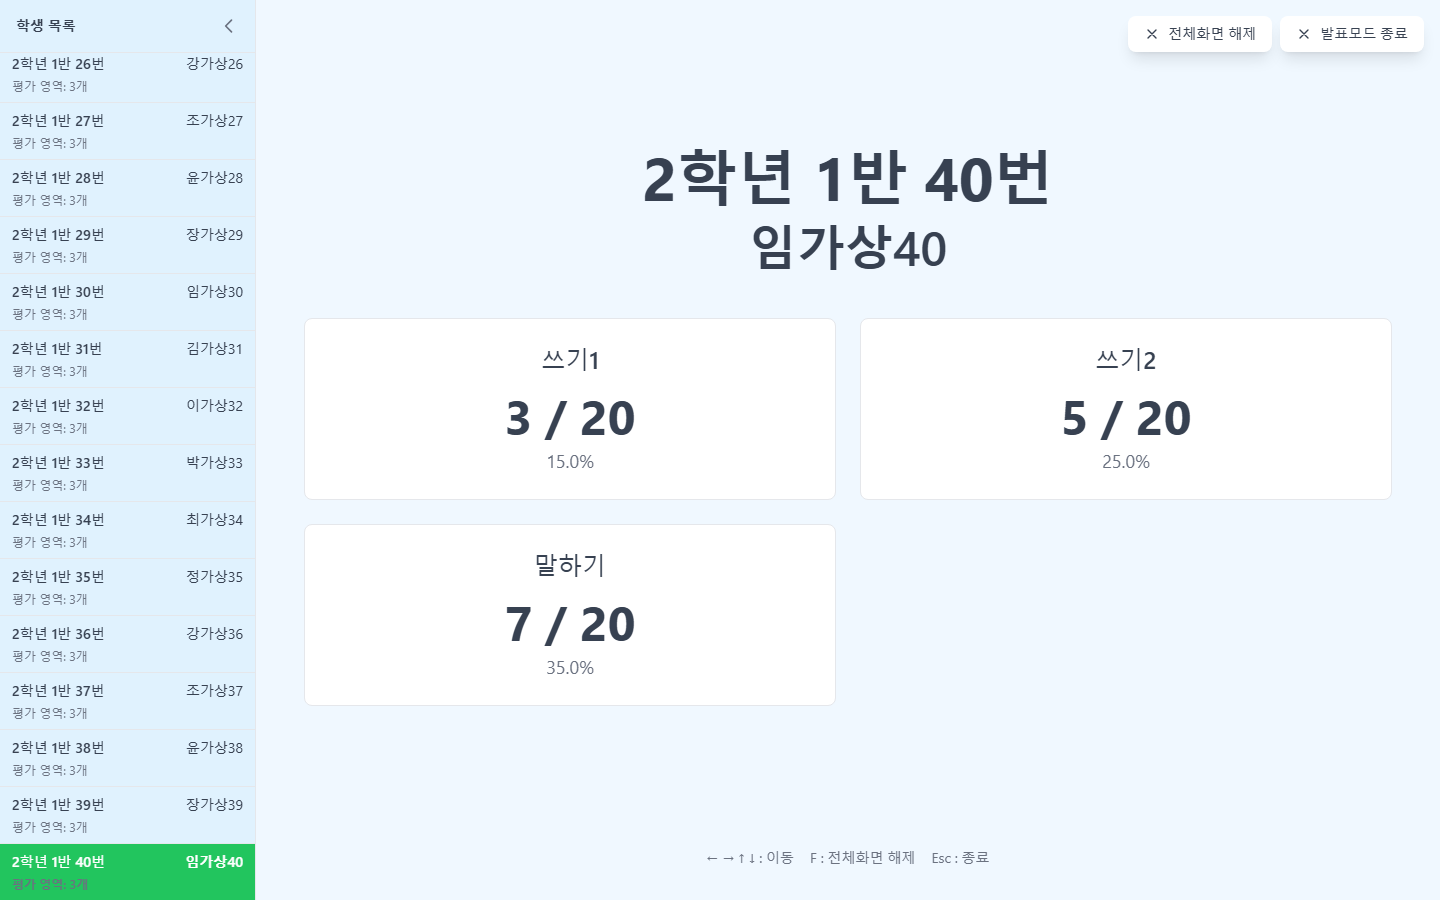 학생 목록
2학년 1반 26번 강가상26
평가 영역: 3개
2학년 1반 27번 조가상27
평가 영역: 3개
2학년 1반 28번 윤가상28
평가 영역: 3개
2학년 1반 29번 장가상29
평가 영역: 3개
2학년 1반 30번 임가상30
평가 영역: 3개
2학년 1반 31번 김가상31
평가 영역: 3개
2학년 1반 32번 이가상32
평가 영역: 3개
2학년 1반 33번 박가상33
평가 영역: 3개
2학년 1반 34번 최가상34
평가 영역: 3개
2학년 1반 35번 정가상35
평가 영역: 3개
2학년 1반 36번 강가상36
평가 영역: 3개
2학년 1반 37번 조가상37
평가 영역: 3개
2학년 1반 38번 윤가상38
평가 영역: 3개
2학년 1반 39번 장가상39
평가 영역: 3개
2학년 1반 40번 임가상40
평가 영역: 3개
전체화면 해제
발표모드 종료
2학년 1반 40번
임가상40
쓰기1
3 / 20
15.0%
쓰기2
5 / 20
25.0%
말하기
7 / 20
35.0%
← → ↑ ↓ : 이동 F : 전체화면 해제 Esc : 종료